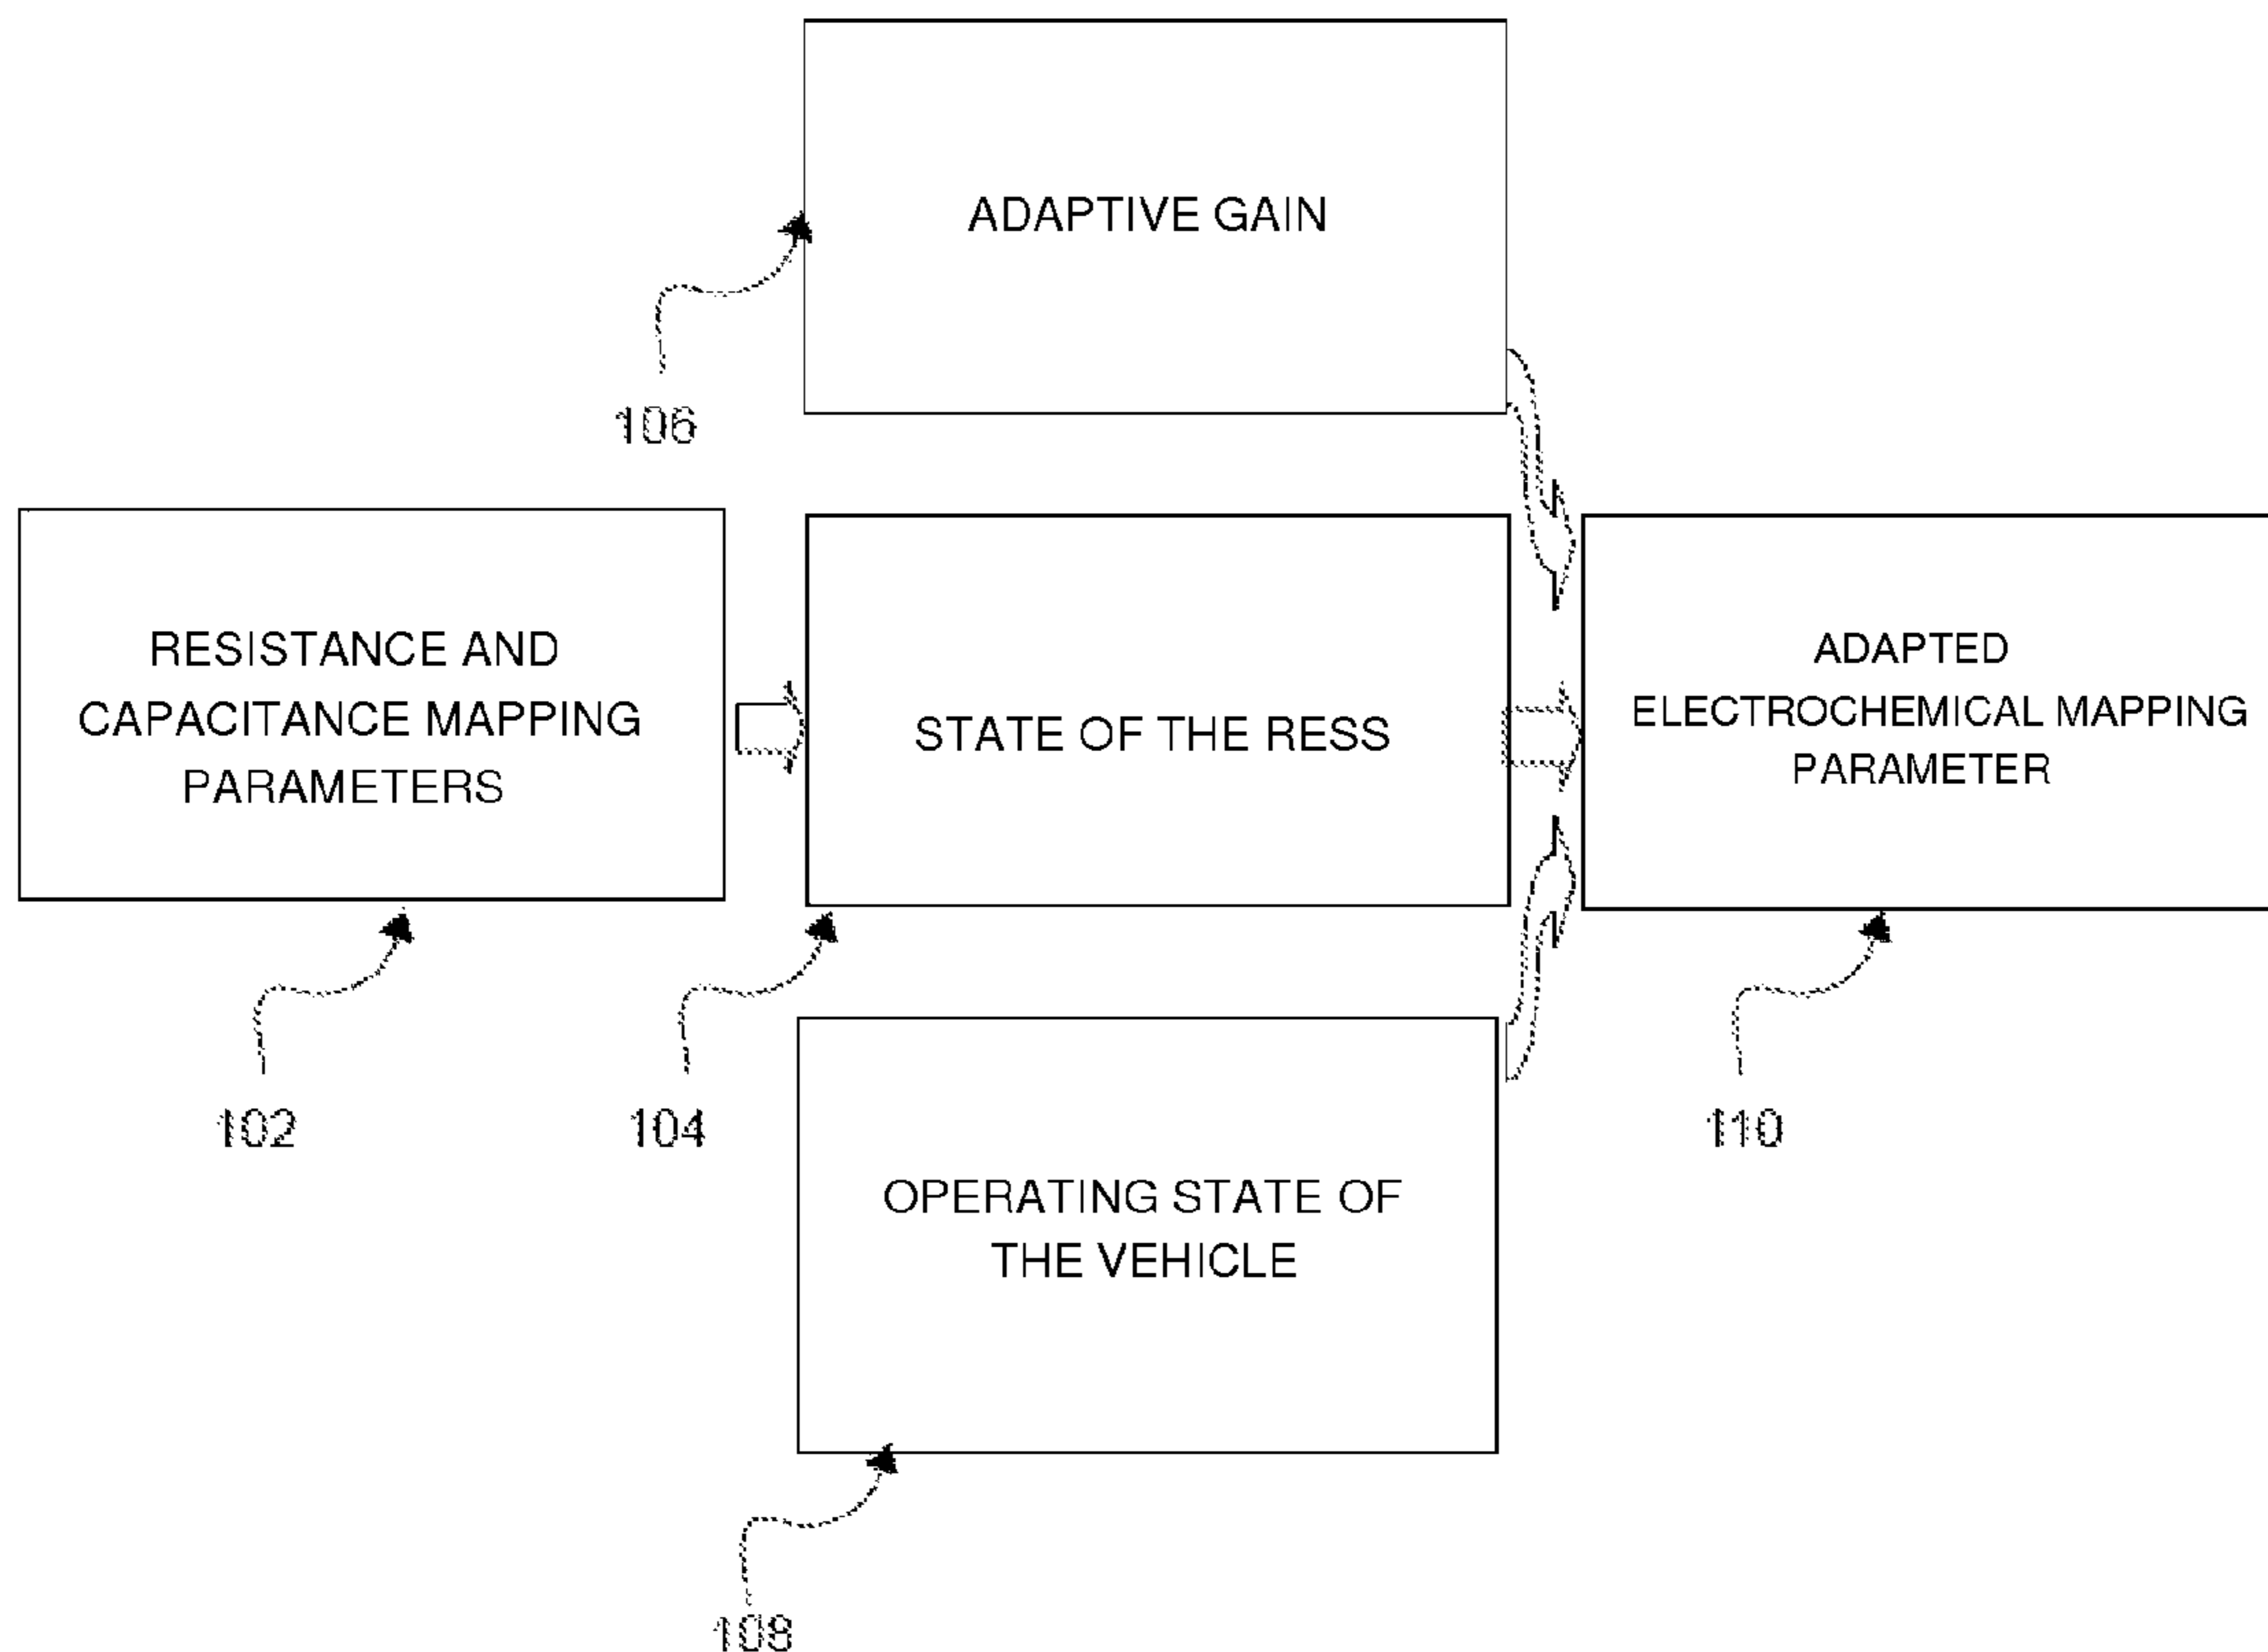 ADAPTIVE GAIN
106
RESISTANCE AND
CAPACITANCE MAPPING
PARAMETERS
STATE OF THE RESS
ADAPTED
ELECTROCHEMICAL MAPPING
PARAMETER
102
104
110
OPERATING STATE OF
THE VEHICLE
108